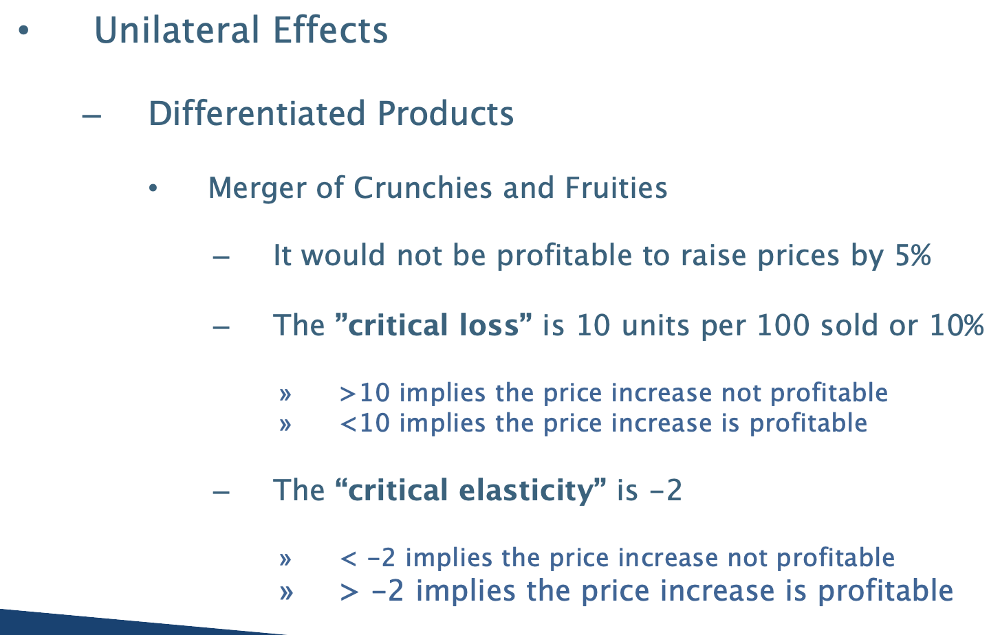 • Unilateral Effects
– Differentiated Products
• Merger of Crunchies and Fruities
– It would not be profitable to raise prices by 5%
– The ”critical loss” is 10 units per 100 sold or 10%
» >10 implies the price increase not profitable
» <10 implies the price increase is profitable
– The “critical elasticity” is –2
» < –2 implies the price increase not profitable
» > –2 implies the price increase is profitable